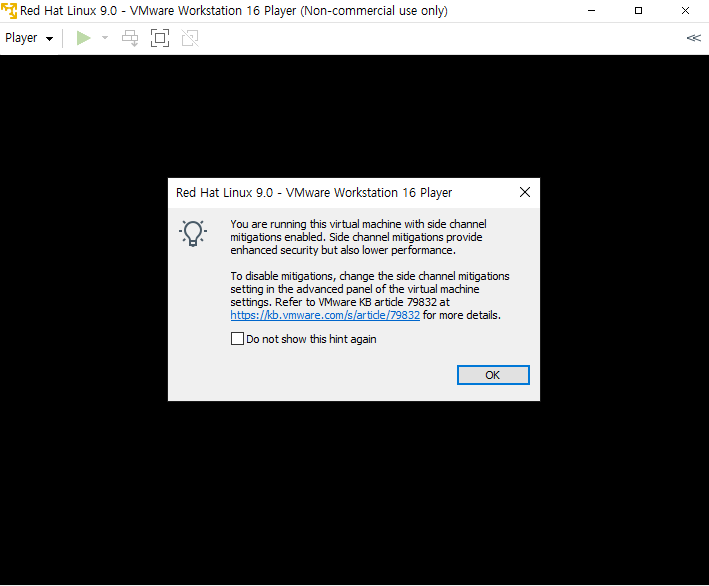 Red Hat Linux 9.0 - VMware Workstation 16 Player (Non-commercial use only)
Player
Red Hat Linux 9.0 - VMware Workstation 16 Player
You are running this virtual machine with side channel
mitigations enabled. Side channel mitigations provide
enhanced security but also lower performance.
To disable mitigations, change the side channel mitigations
setting in the advanced panel of the virtual machine
settings. Refer to VMware KB article 79832 at
https://kb.vmware.com/s/article/79832 for more details.
Do not show this hint again
OK